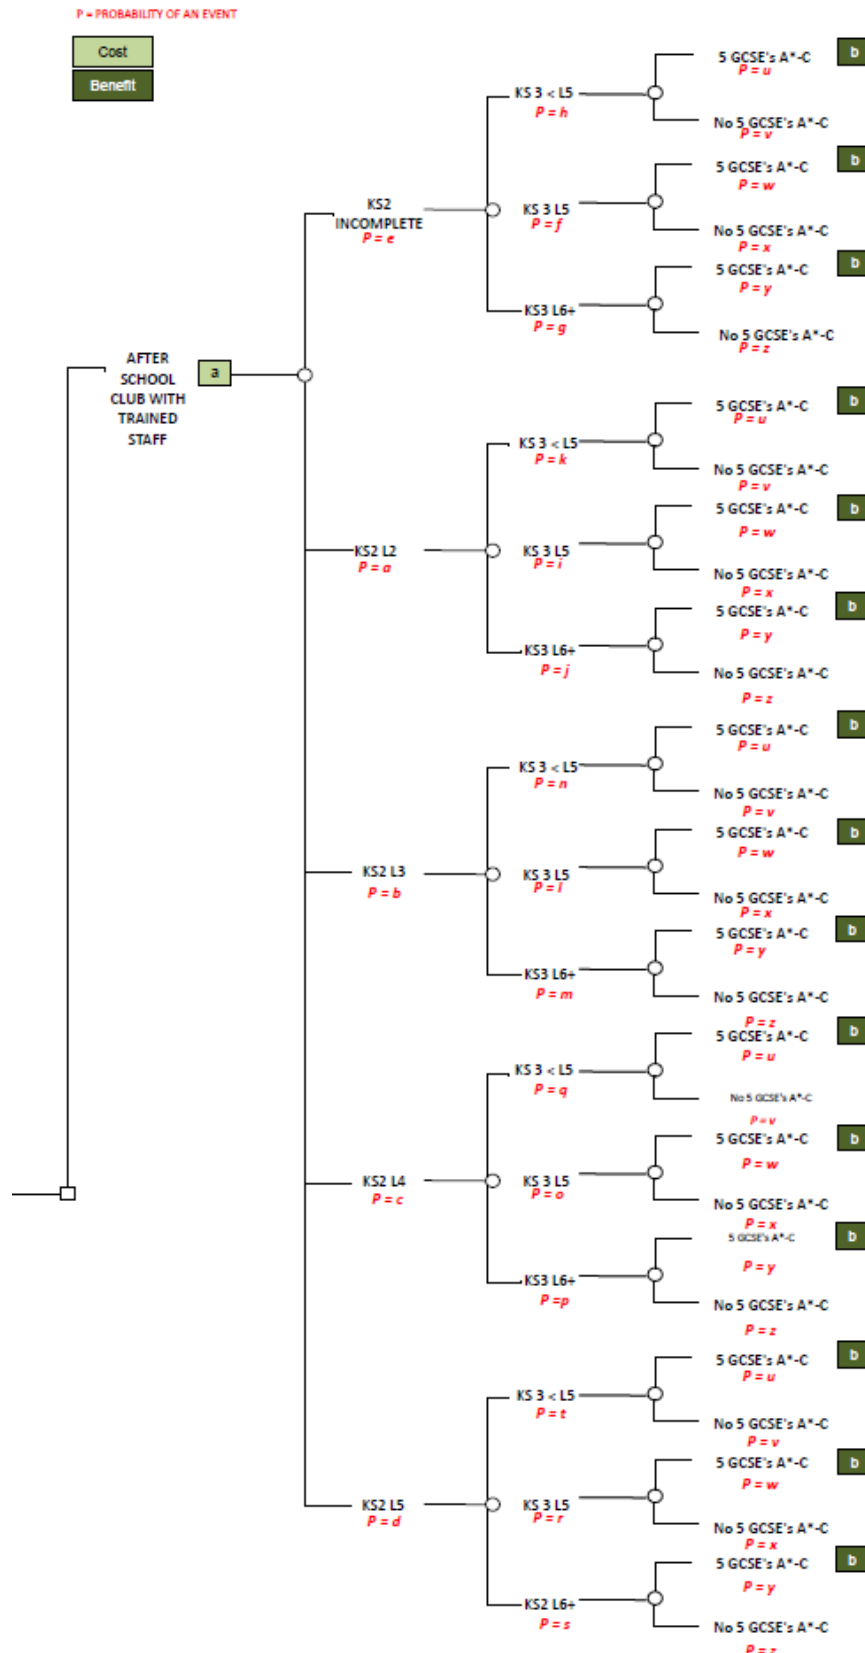 P = PROBABILITY OF AN EVENT
Cost
Benefit
5 GCSE's A*-C
P = u
b
KS 3 < L5
P = h
No 5 GCSE's A*-C
P = v
5 GCSE's A*-C
P = w
b
KS2
INCOMPLETE
P = e
KS 3 L5
P = f
No 5 GCSE's A*-C
P = x
5 GCSE's A*-C
P = y
b
KS3 L6+
P = g
No 5 GCSE's A*-C
P = z
AFTER
SCHOOL
CLUB WITH
TRAINED
STAFF
a
5 GCSE's A*-C
P = u
b
KS 3 < L5
P = k
No 5 GCSE's A*-C
P = v
5 GCSE's A*-C
P = w
b
KS2 L2
P = a
KS 3 L5
P = i
No 5 GCSE's A*-C
P = x
5 GCSE's A*-C
P = y
b
KS3 L6+
P = j
No 5 GCSE's A*-C
P = z
5 GCSE's A*-C
P = u
b
KS 3 < L5
P = n
No 5 GCSE's A*-C
P = v
5 GCSE's A*-C
P = w
b
KS2 L3
P = b
KS 3 L5
P = l
No 5 GCSE's A*-C
P = x
5 GCSE's A*-C
P = y
b
KS3 L6+
P = m
No 5 GCSE's A*-C
P = z
5 GCSE's A*-C
P = u
b
KS 3 < L5
P = q
No 5 GCSE's A*-C
P = v
5 GCSE's A*-C
P = w
b
KS2 L4
P = c
KS 3 L5
P = o
No 5 GCSE's A*-C
P = x
5 GCSE's A*-C
P = y
b
KS3 L6+
P =p
No 5 GCSE's A*-C
P = z
5 GCSE's A*-C
P = u
b
KS 3 < L5
P = t
No 5 GCSE's A*-C
P = v
5 GCSE's A*-C
P = w
b
KS2 L5
P = d
KS 3 L5
P = r
No 5 GCSE's A*-C
P = x
5 GCSE's A*-C
P = y
b
KS2 L6+
P = s
No 5 GCSE's A*-C
P = z